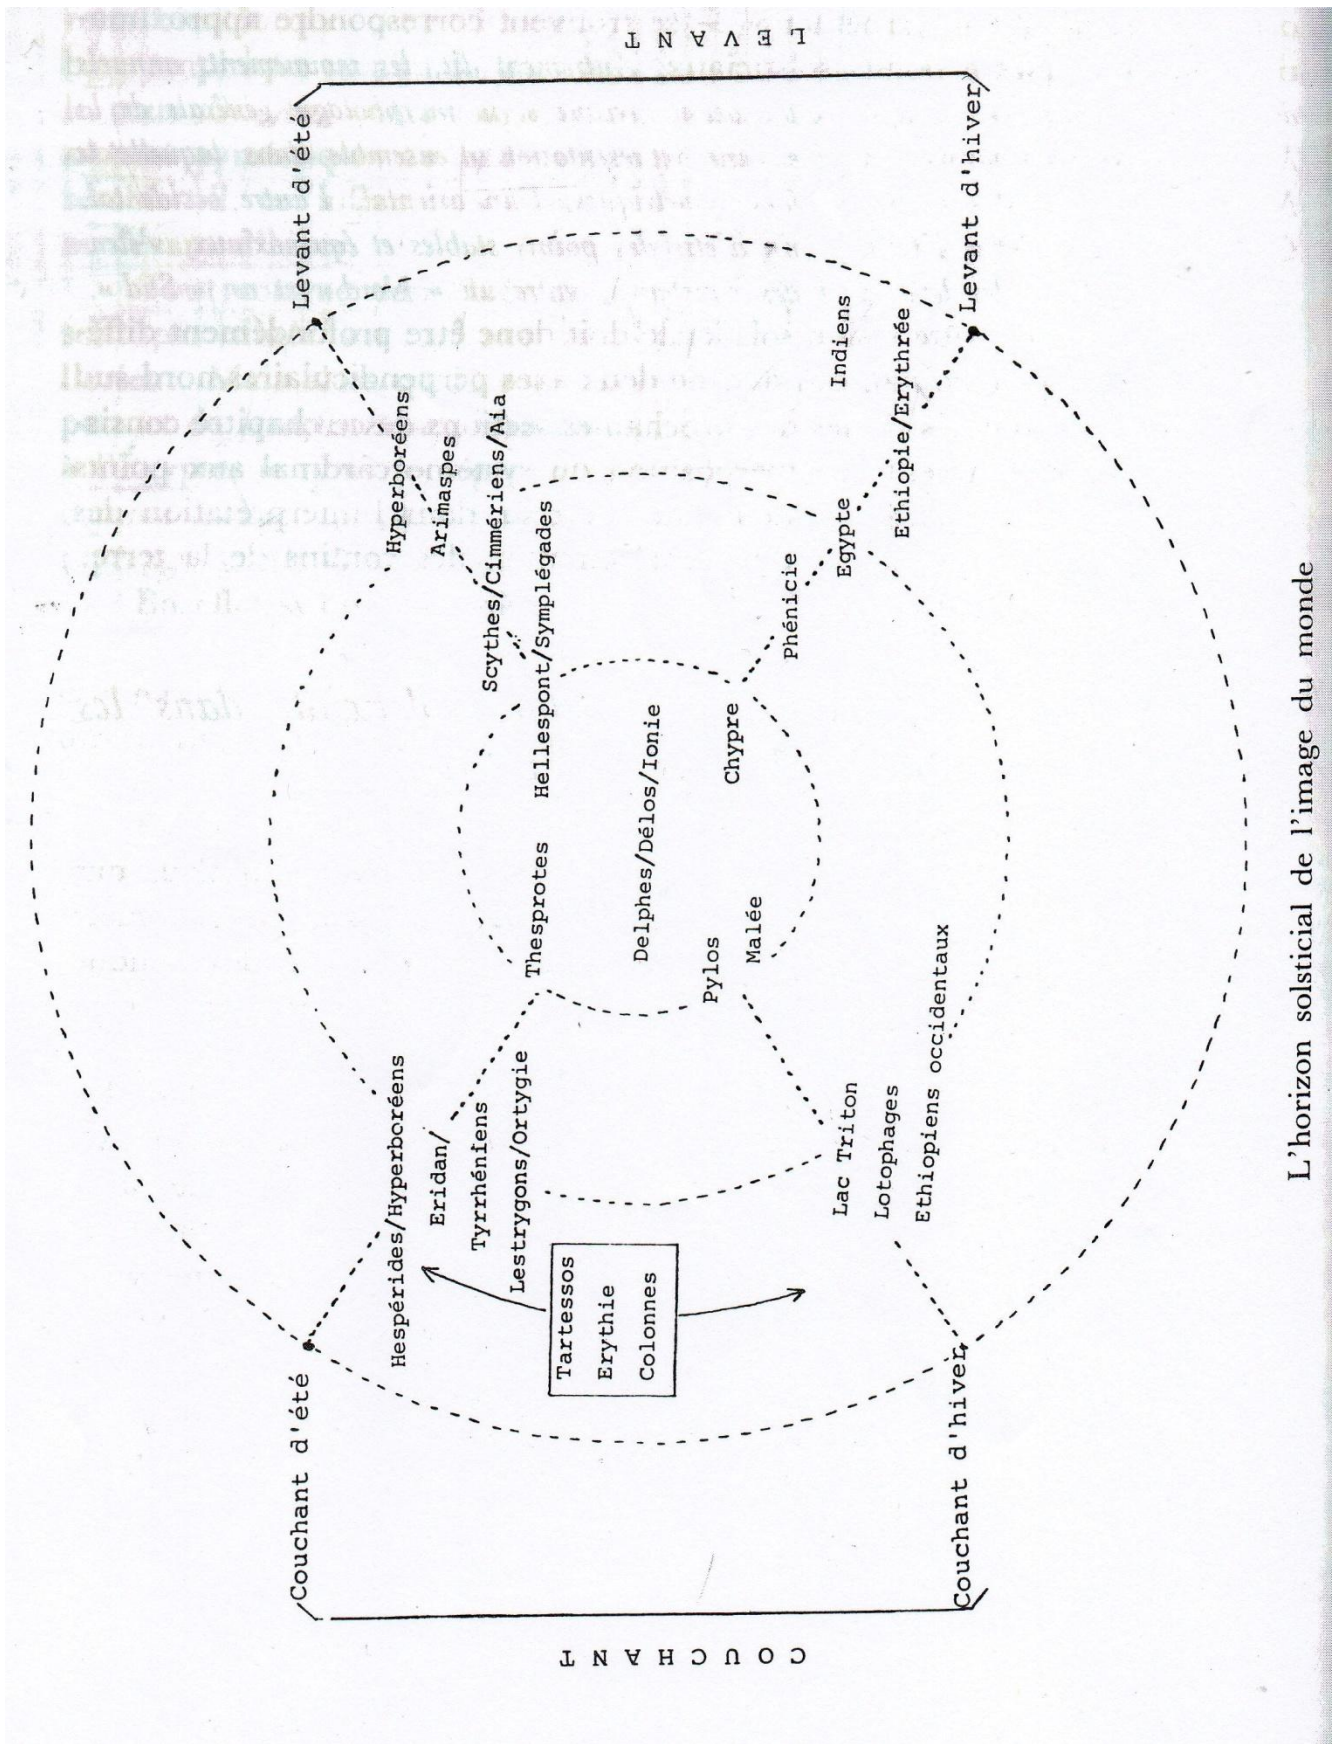 LEVANT
Levant d'été
Levant d'hiver
Hyperboréens
Arimaspes
Scythes/Cimmériens/Aia
Hellespont/Symplégades
Indiens
Ethiopie/Erythrée
Egypte
Phénicie
Chypre
Delphes/Délos/Ionie
Thesprotes
Pylos
Malée
Hespérides/Hyperboréens
Eridan/
Tyrrhéniens
Lestrygons/Ortygie
Tartessos
Erythie
Colonnes
Lac Triton
Lotophages
Ethiopiens occidentaux
Couchant d'été
Couchant d'hiver
COUCHANT
L'horizon solsticial de l'image du monde